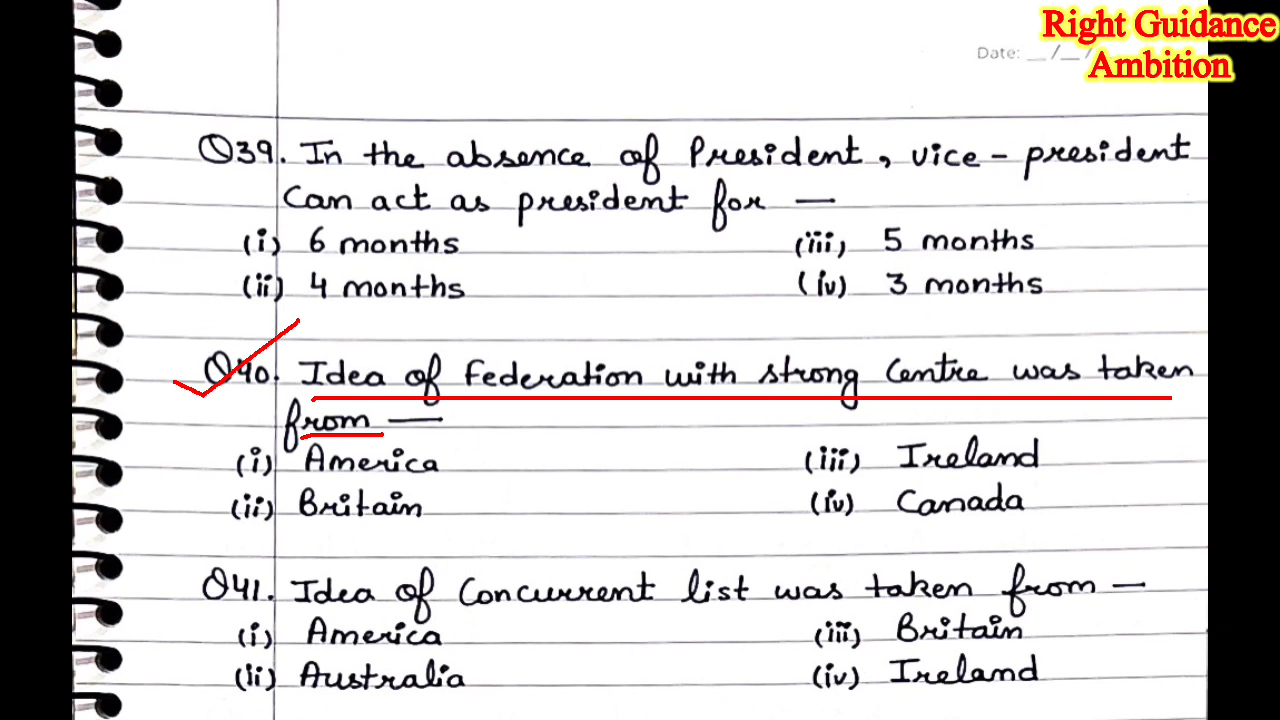 Right Guidance
Ambition
Date: __/__/
Q39. In the absence of President, vice-president
Can act as president for —
(i) 6 months
(iii) 5 months
(ii) 4 months
(iv) 3 months
Q40. Idea of Federation with strong Centre was taken
from —
(i) America
(iii) Ireland
(ii) Britain
(iv) Canada
Q41. Idea of Concurrent list was taken from —
(i) America
(iii) Britain
(ii) Australia
(iv) Ireland